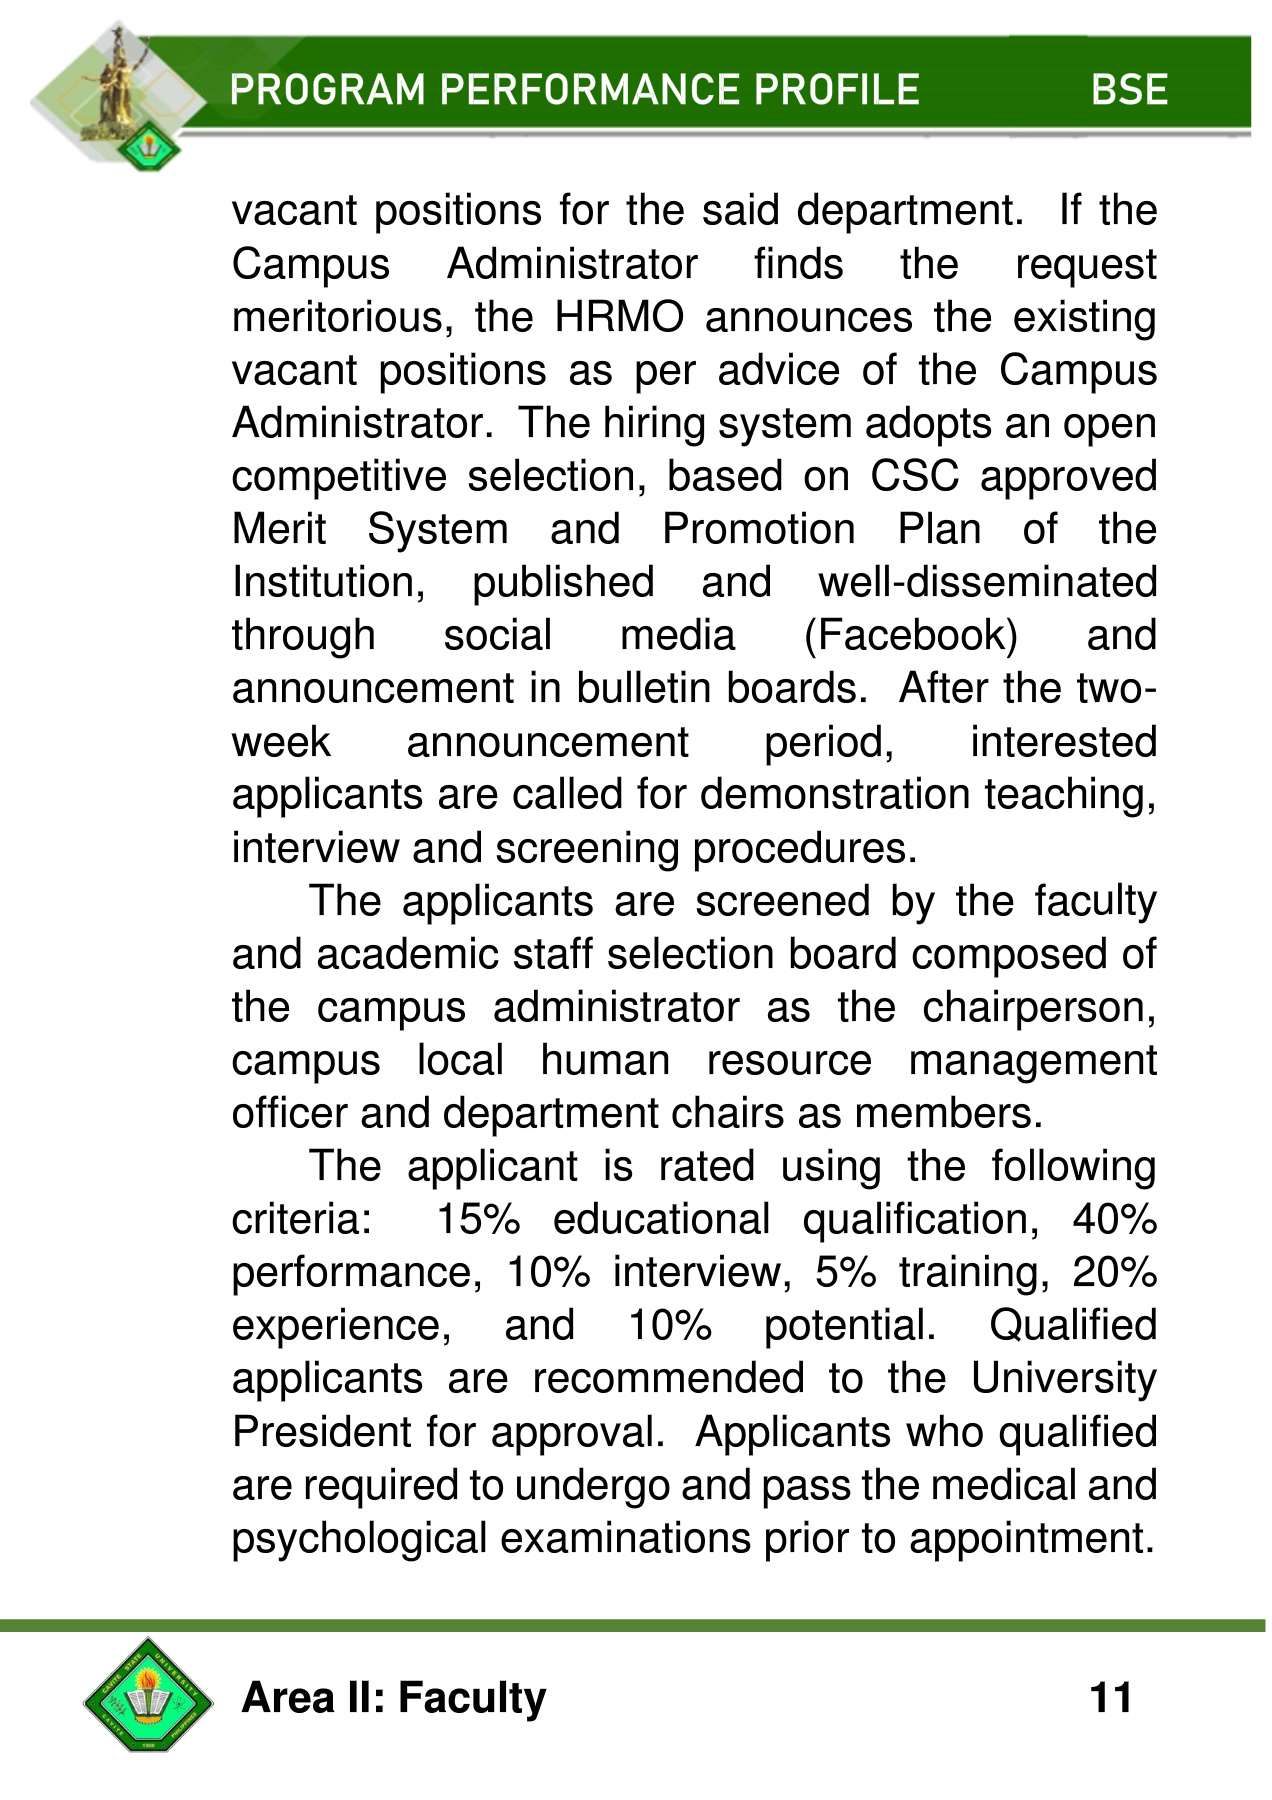 PROGRAM PERFORMANCE PROFILE BSE
vacant positions for the said department.  If the
Campus Administrator finds the request
meritorious, the HRMO announces the existing
vacant positions as per advice of the Campus
Administrator.  The hiring system adopts an open
competitive selection, based on CSC approved
Merit System and Promotion Plan of the
Institution, published and well-disseminated
through social media (Facebook) and
announcement in bulletin boards.  After the two-
week announcement period, interested
applicants are called for demonstration teaching,
interview and screening procedures.
The applicants are screened by the faculty
and academic staff selection board composed of
the campus administrator as the chairperson,
campus local human resource management
officer and department chairs as members.
The applicant is rated using the following
criteria:  15% educational qualification, 40%
performance, 10% interview, 5% training, 20%
experience, and 10% potential. Qualified
applicants are recommended to the University
President for approval.  Applicants who qualified
are required to undergo and pass the medical and
psychological examinations prior to appointment.
CAVITE STATE UNIVERSITY
CAVITE PHILIPPINES
1906
Area II: Faculty 11